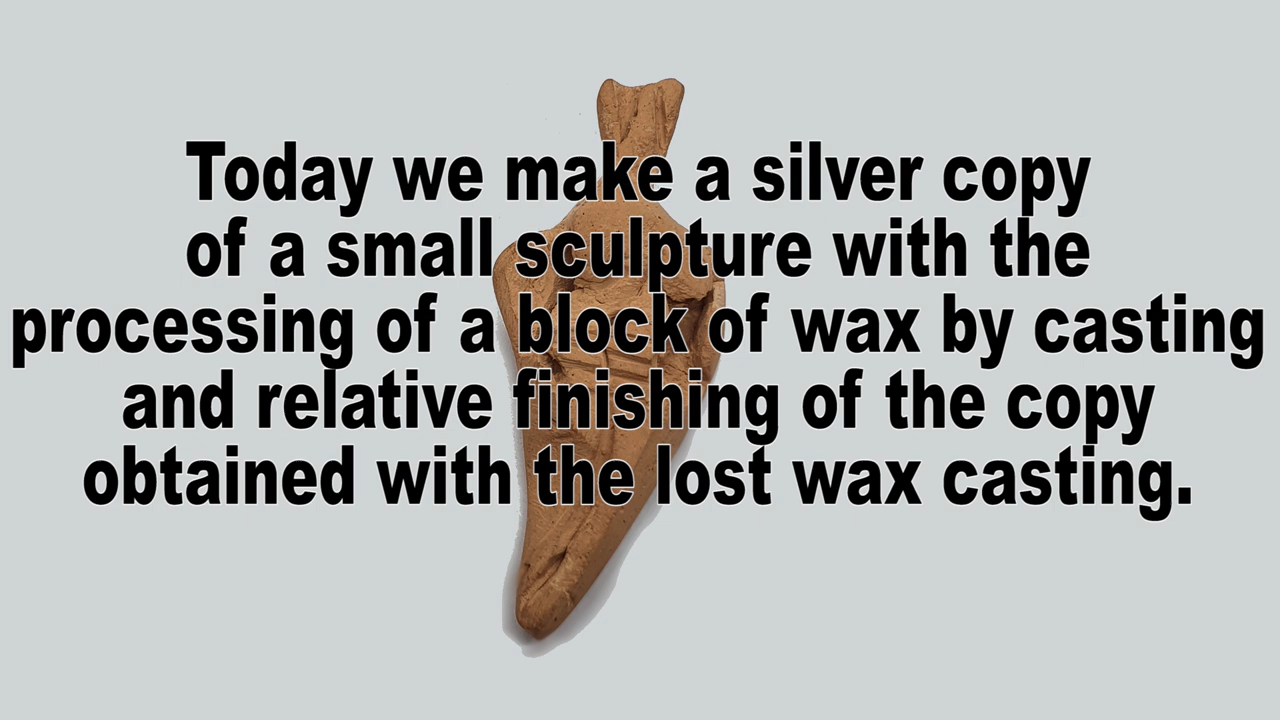 Today we make a silver copy
of a small sculpture with the
processing of a block of wax by casting
and relative finishing of the copy
obtained with the lost wax casting.